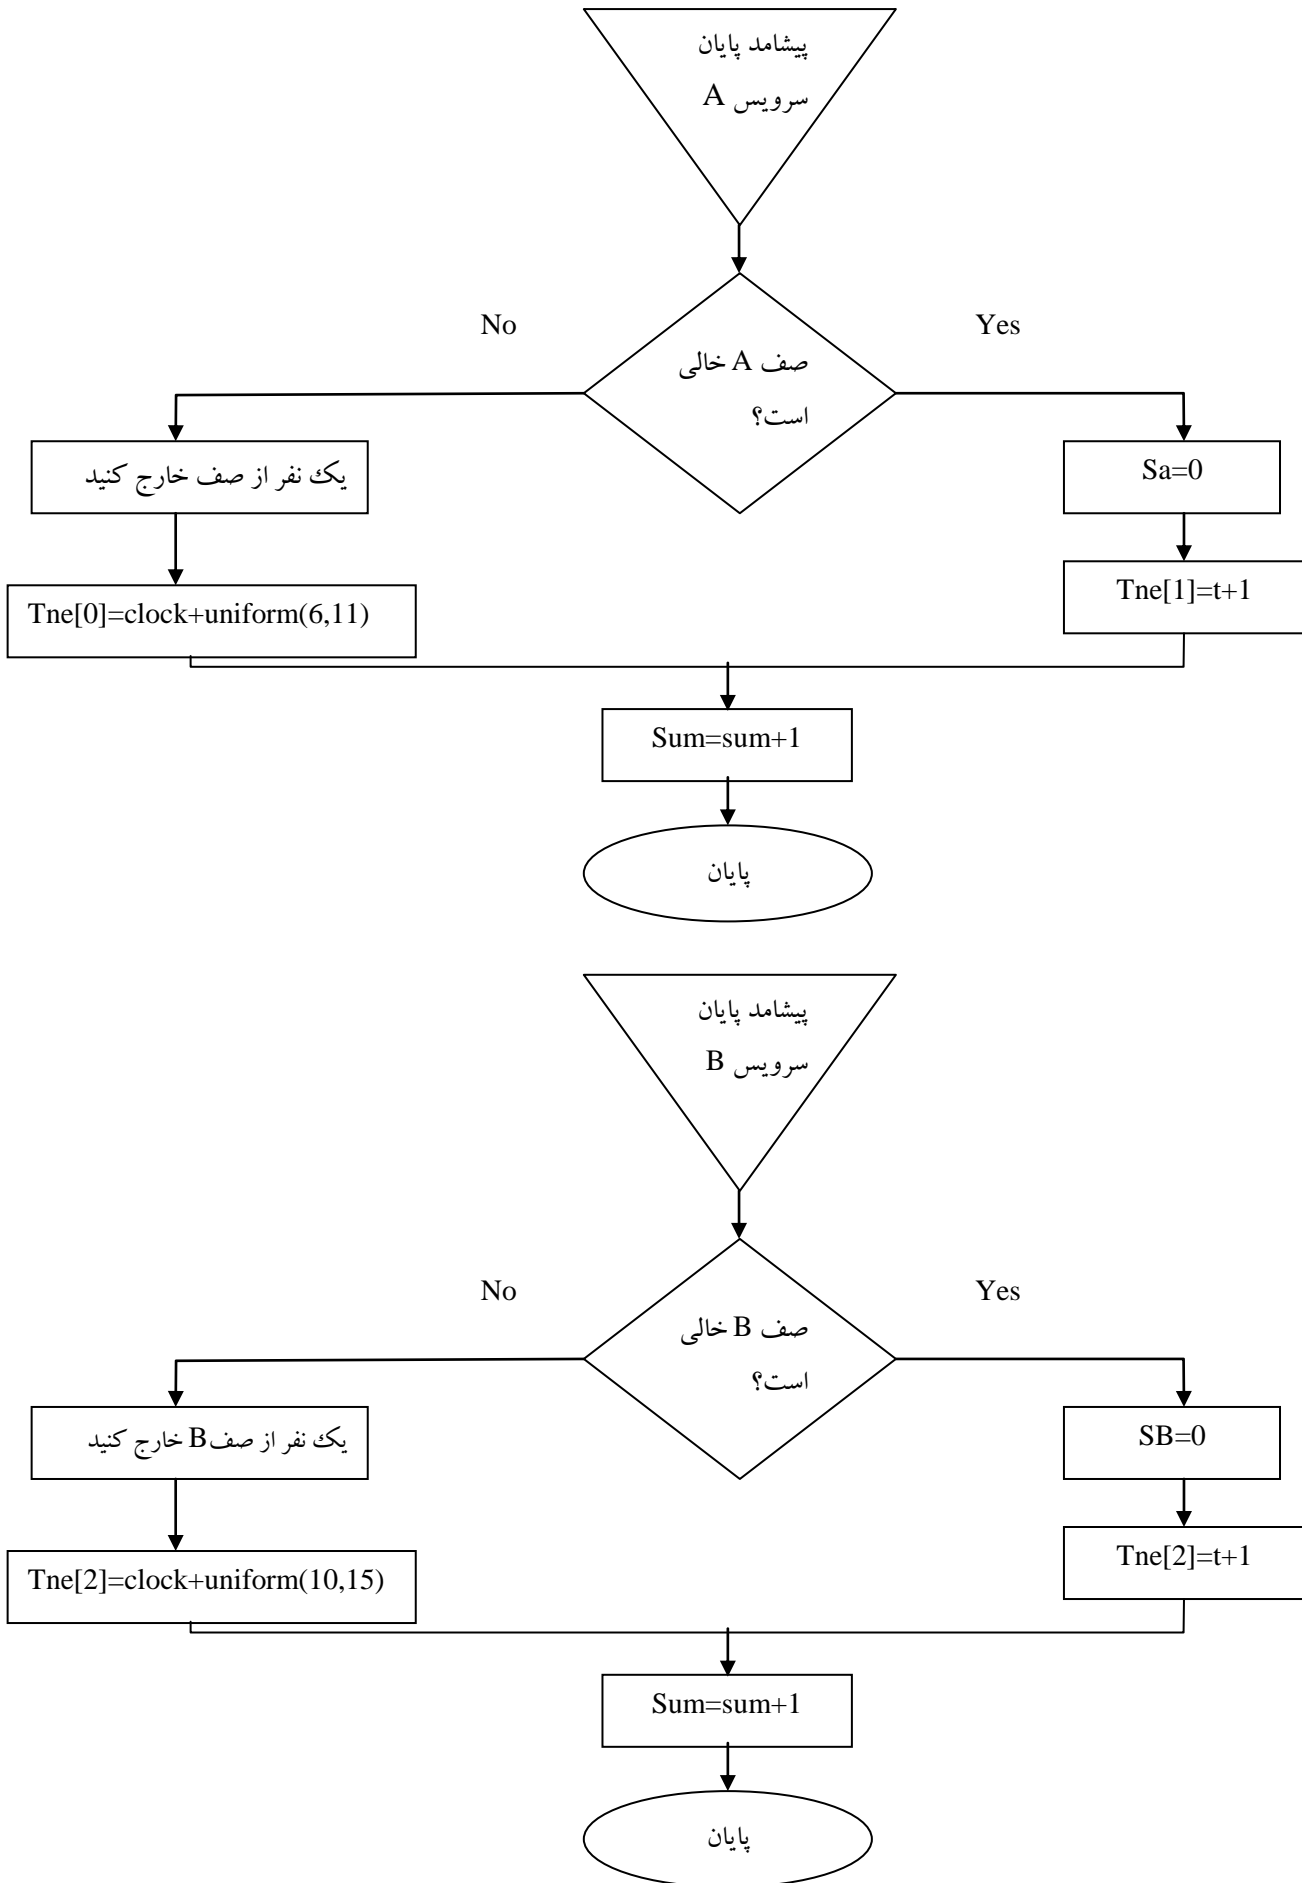 پیشامد پایان
سرویس A
No
Yes
صف A خالی
است؟
یک نفر از صف خارج کنید
Sa=0
Tne[0]=clock+uniform(6,11)
Tne[1]=t+1
Sum=sum+1
پایان
پیشامد پایان
سرویس B
No
Yes
صف B خالی
است؟
یک نفر از صف B خارج کنید
SB=0
Tne[2]=clock+uniform(10,15)
Tne[2]=t+1
Sum=sum+1
پایان